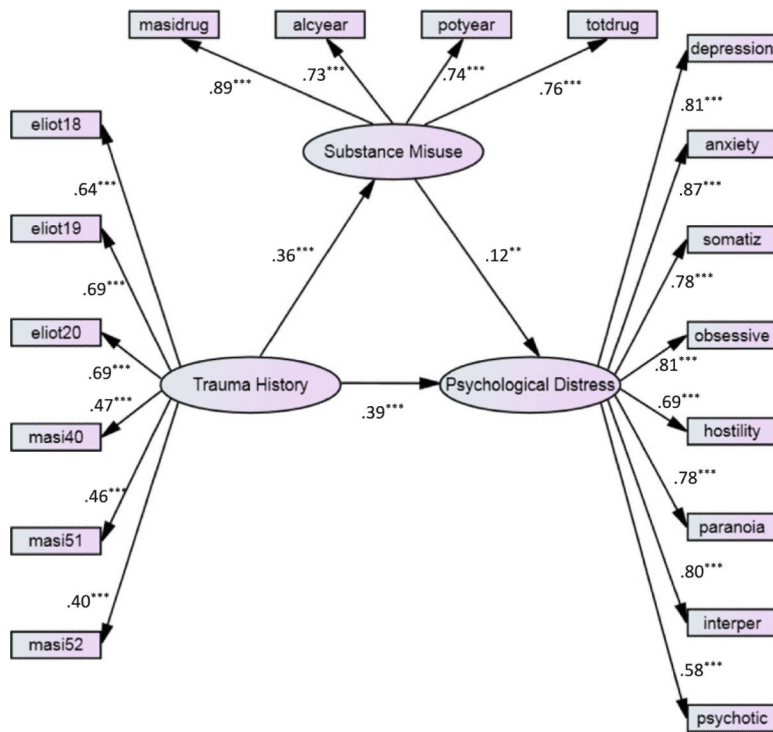 masidrug
alcyear
potyear
totdrug
depression
.89***
.73***
.74***
.76***
.81***
eliot18
Substance Misuse
anxiety
.64***
.87***
eliot19
somatiz
.36***
.12**
.78***
.69***
eliot20
obsessive
.69***
Trauma History
Psychological Distress
.81***
.47***
.39***
.69***
masi40
hostility
.46***
.78***
masi51
paranoia
.40***
.80***
masi52
interper
.58***
psychotic